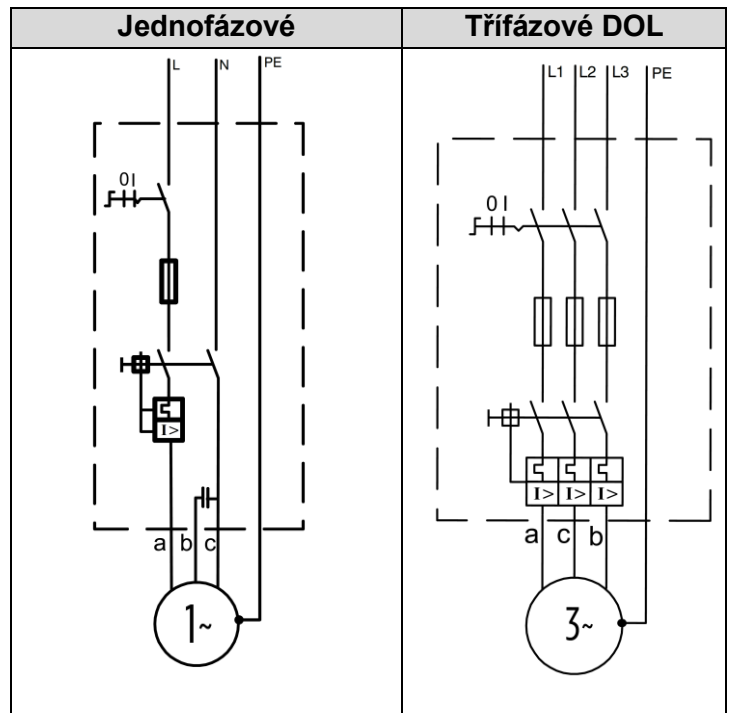 Jednofázové
Třífázové DOL
L N PE
0 I
I>
a b c
1~
L1 L2 L3 PE
0 I
I> I> I>
a c b
3~